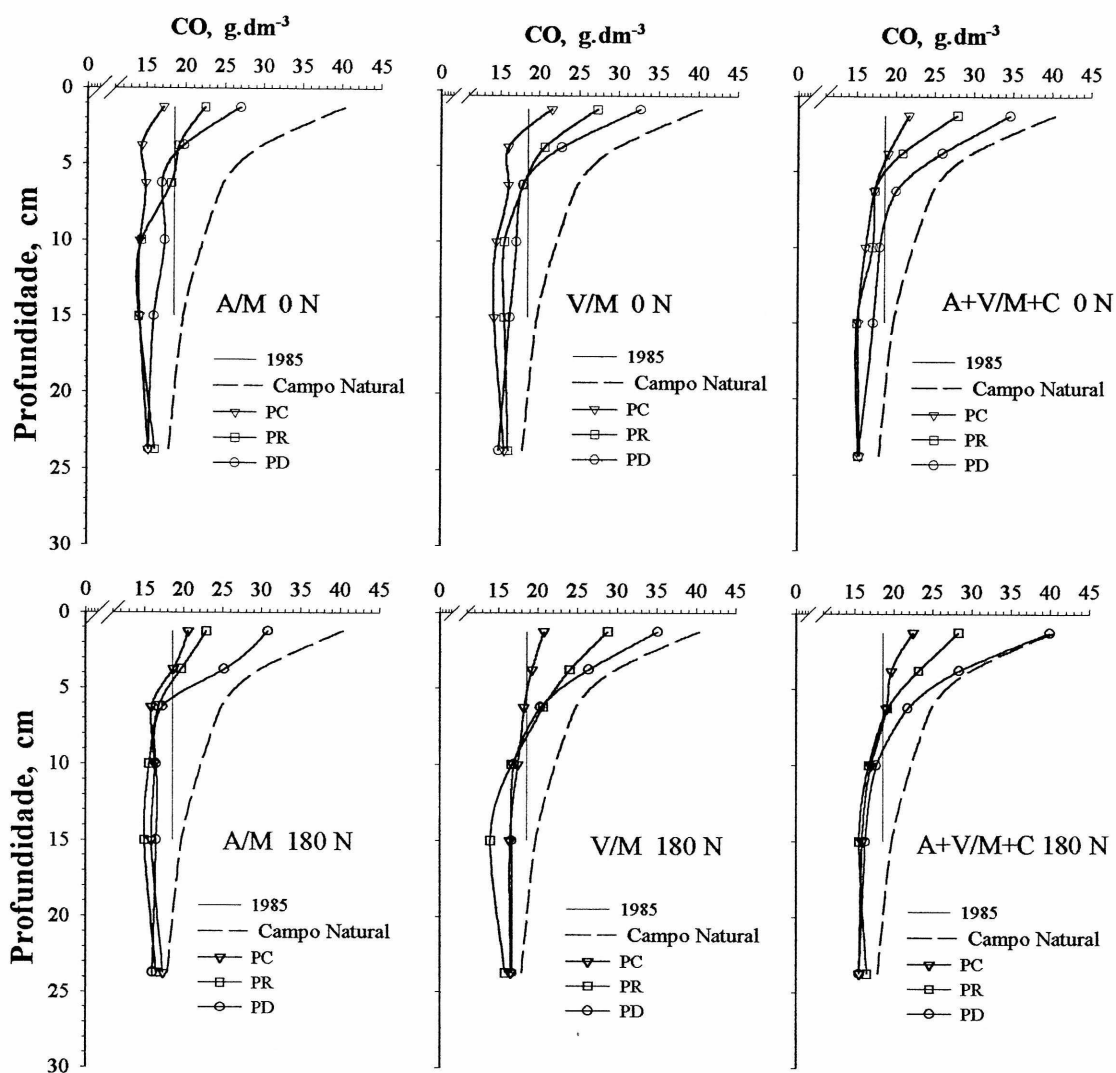 CO, g.dm-3
CO, g.dm-3
CO, g.dm-3
0 15 20 25 30 35 40 45
0 15 20 25 30 35 40 45
0 15 20 25 30 35 40 45
Profundidade, cm
0
5
10
15
20
25
30
A/M 0 N
1985
Campo Natural
PC
PR
PD
V/M 0 N
1985
Campo Natural
PC
PR
PD
A+V/M+C 0 N
1985
Campo Natural
PC
PR
PD
0 15 20 25 30 35 40 45
0 15 20 25 30 35 40 45
0 15 20 25 30 35 40 45
Profundidade, cm
0
5
10
15
20
25
30
A/M 180 N
1985
Campo Natural
PC
PR
PD
V/M 180 N
1985
Campo Natural
PC
PR
PD
A+V/M+C 180 N
1985
Campo Natural
PC
PR
PD